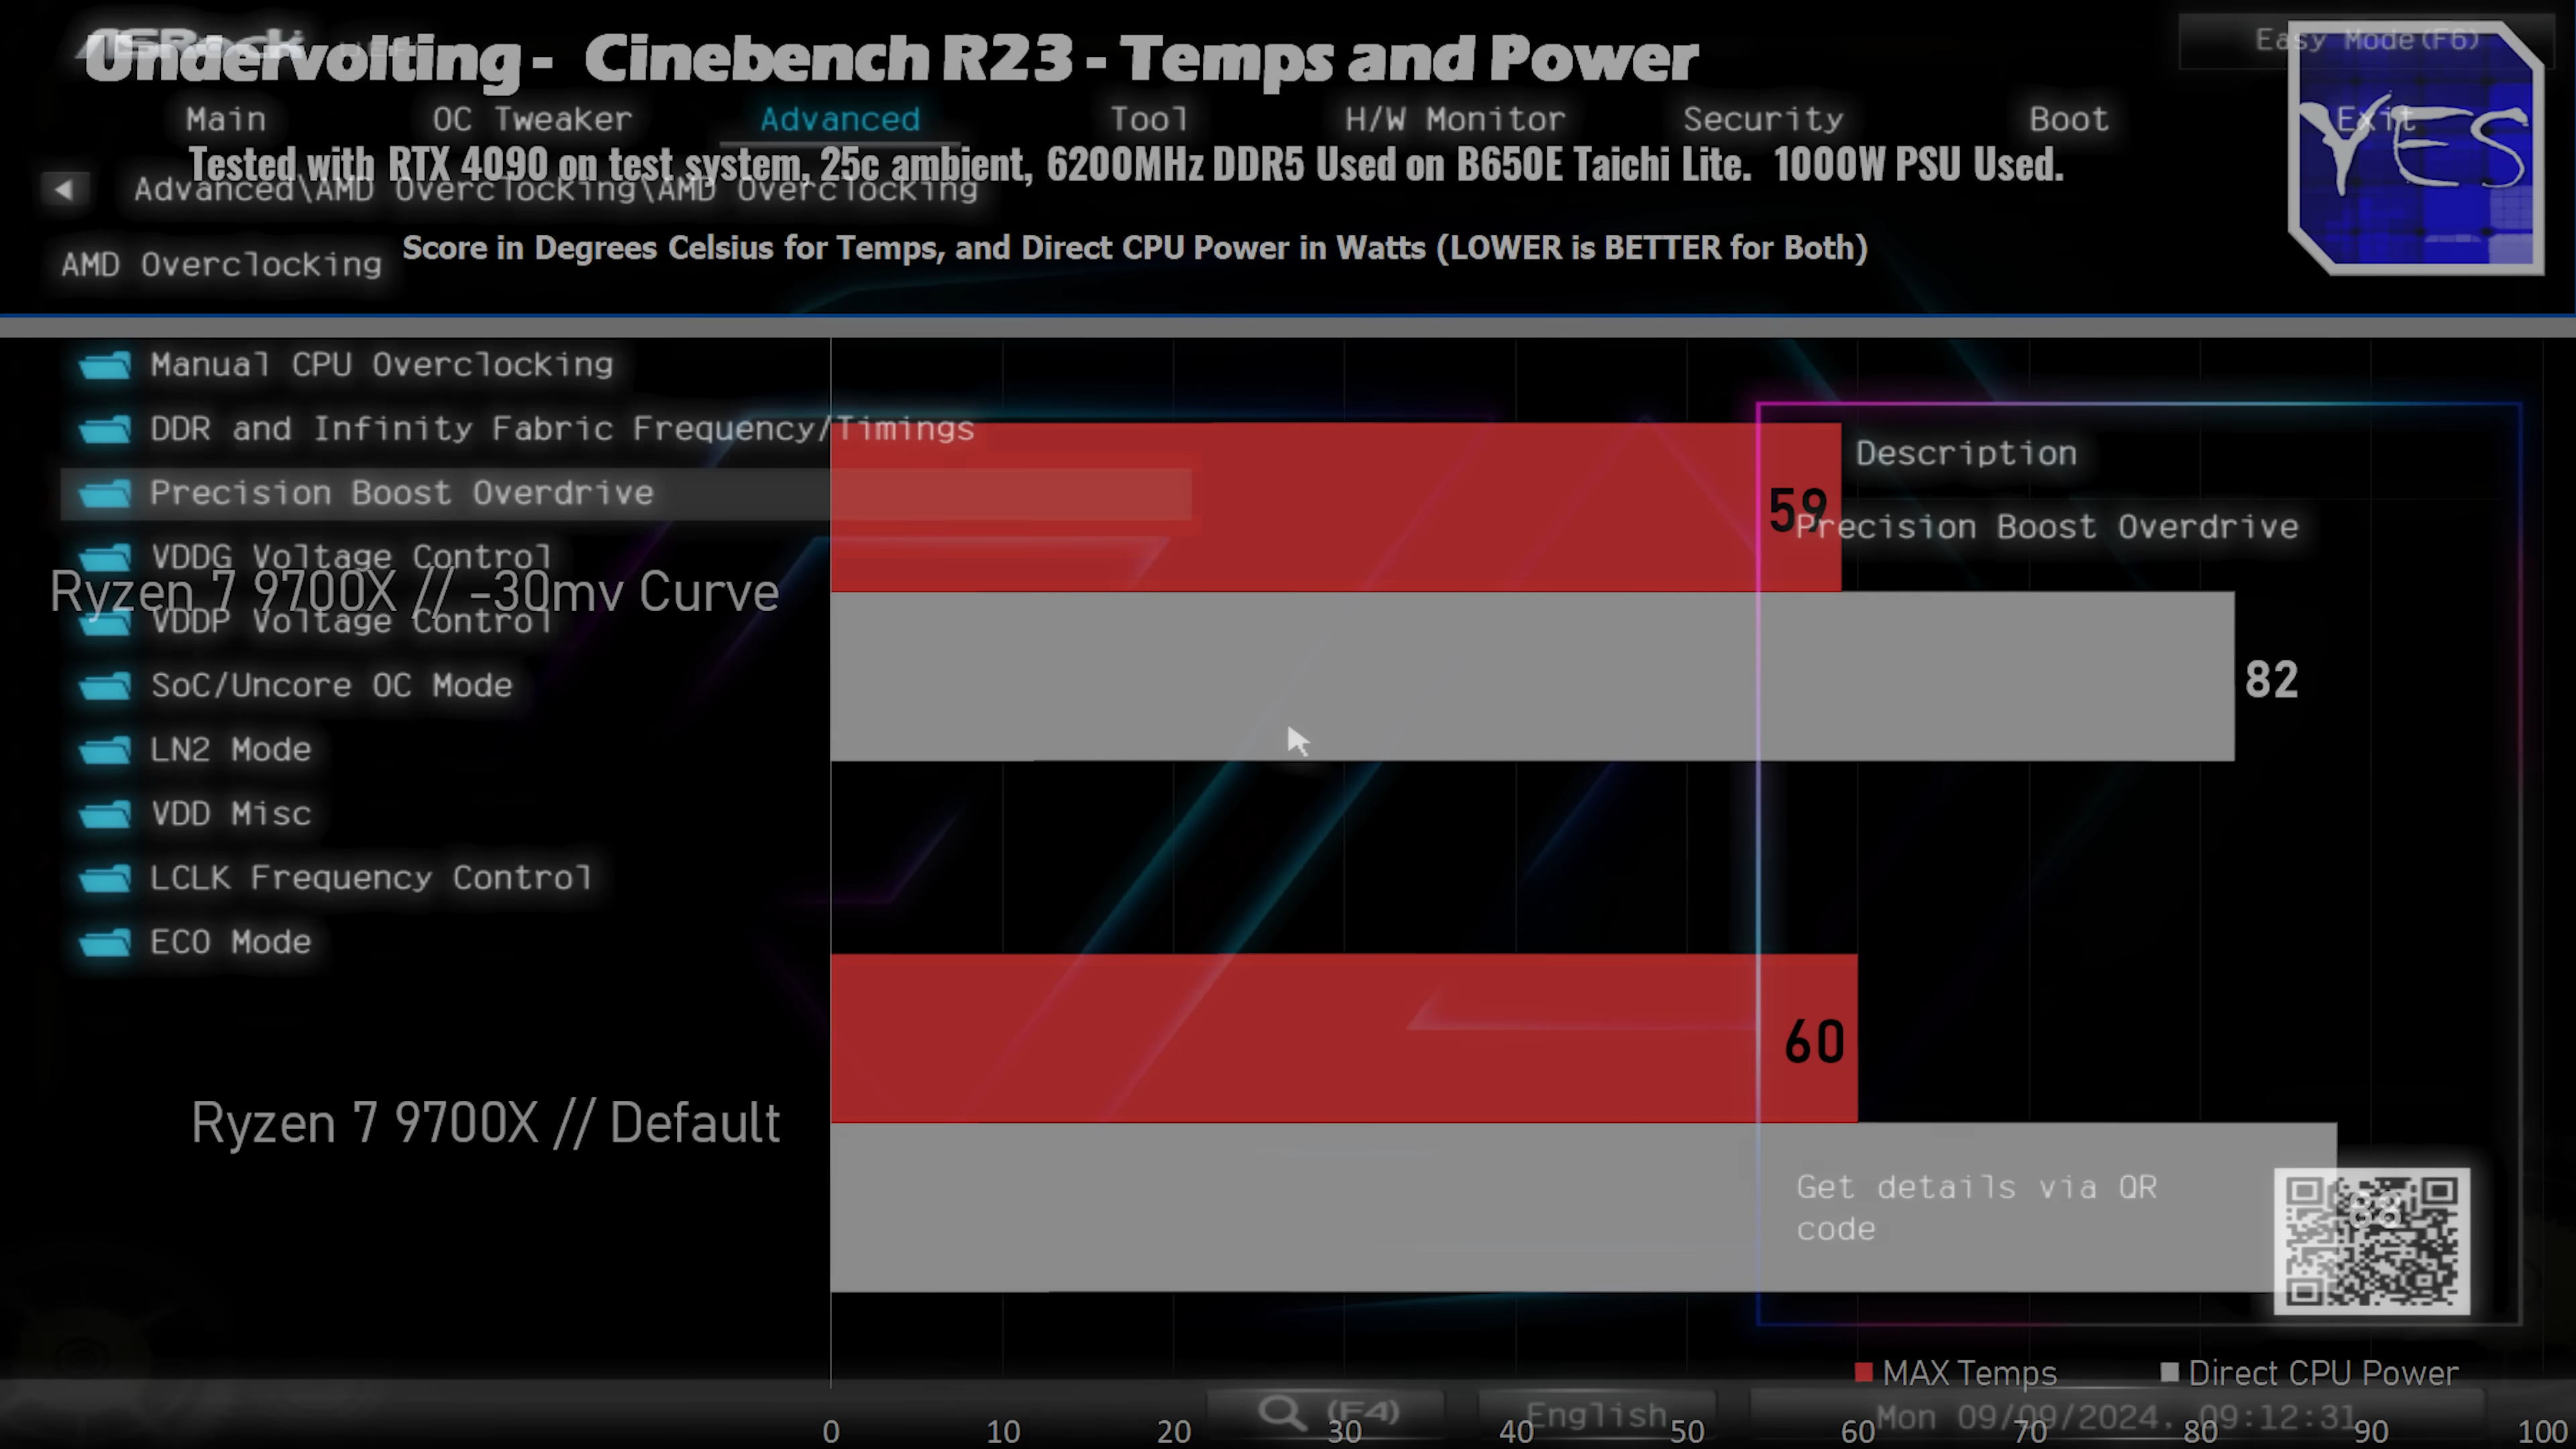 Undervolting - Cinebench R23 - Temps and Power
Easy Mode(F6)
Main OC Tweaker Advanced Tool H/W Monitor Security Boot Exit
YES
Tested with RTX 4090 on test system, 25c ambient, 6200MHz DDR5 Used on B650E Taichi Lite. 1000W PSU Used.
Advanced\AMD Overclocking\AMD Overclocking
Score in Degrees Celsius for Temps, and Direct CPU Power in Watts (LOWER is BETTER for Both)
AMD Overclocking
Manual CPU Overclocking
DDR and Infinity Fabric Frequency/Timings
Description
Precision Boost Overdrive
59
Precision Boost Overdrive
VDDG Voltage Control
Ryzen 7 9700X // -30mv Curve
VDDP Voltage Control
82
SoC/Uncore OC Mode
LN2 Mode
VDD Misc
LCLK Frequency Control
ECO Mode
60
Ryzen 7 9700X // Default
Get details via QR
code
88
MAX Temps Direct CPU Power
(F4) English Mon 09/09/2024, 09:12:31
0 10 20 30 40 50 60 70 80 90 100